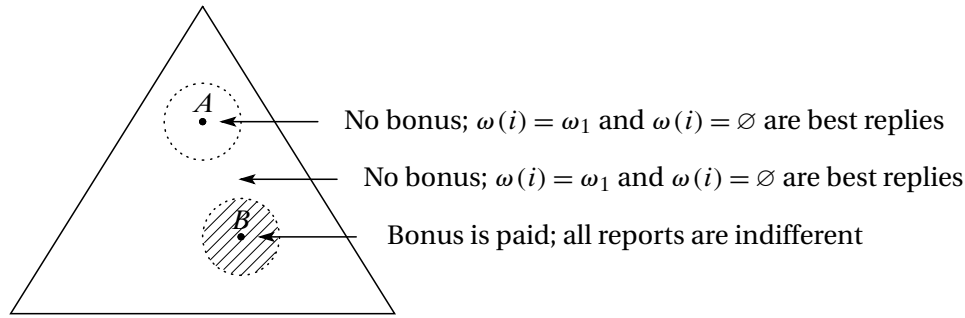 A
No bonus; ω(i) = ω₁ and ω(i) = ∅ are best replies
No bonus; ω(i) = ω₁ and ω(i) = ∅ are best replies
B
Bonus is paid; all reports are indifferent